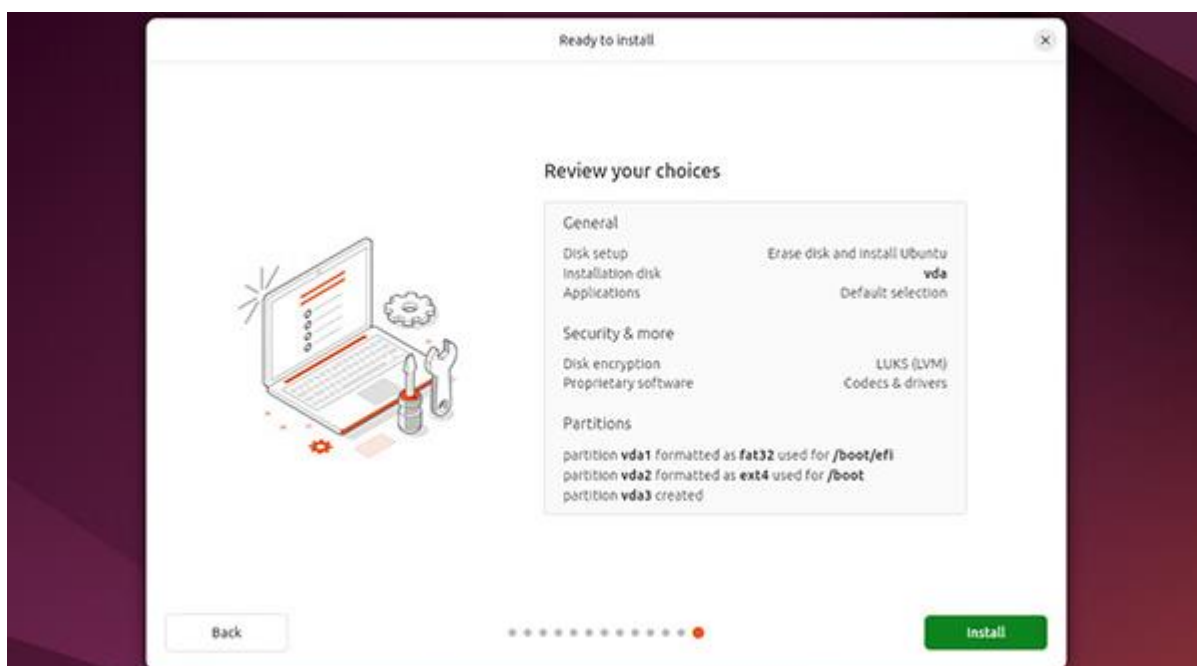 Ready to install
Review your choices
General
Disk setup Erase disk and install Ubuntu
Installation disk vda
Applications Default selection
Security & more
Disk encryption LUKS (LVM)
Proprietary software Codecs & drivers
Partitions
partition vda1 formatted as fat32 used for /boot/efi
partition vda2 formatted as ext4 used for /boot
partition vda3 created
Back Install